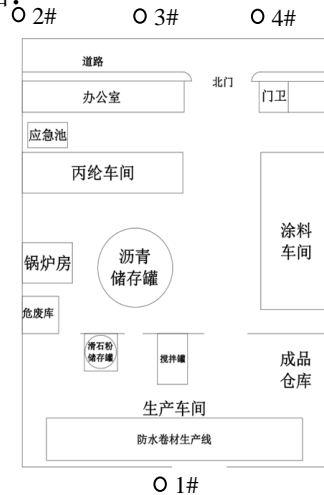 2# 3# 4#
道路
北门
办公室
门卫
应急池
丙纶车间
涂料
车间
沥青
储存罐
锅炉房
危废库
滑石粉
储存罐
搅拌罐
成品
仓库
生产车间
防水卷材生产线
1#